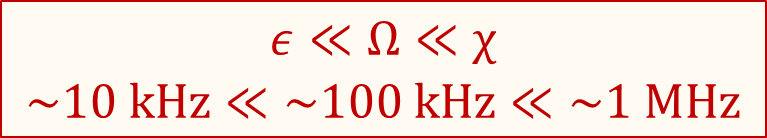 𝜖 ≪ Ω ≪ χ
~10 kHz ≪ ~100 kHz ≪ ~1 MHz